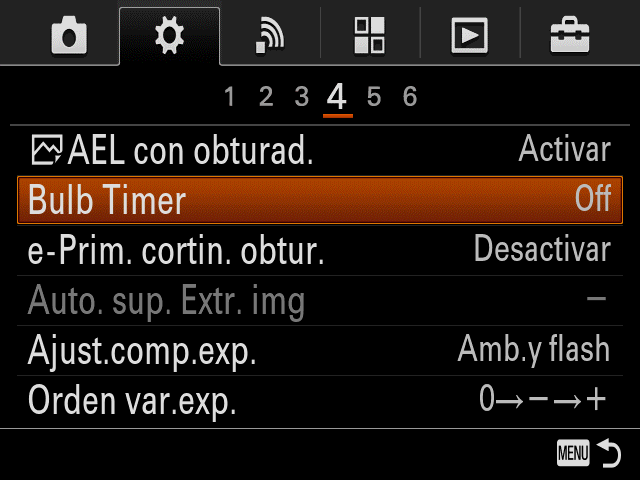 1 2 3 4 5 6
AEL con obturad. Activar
Bulb Timer Off
e-Prim. cortin. obtur. Desactivar
Auto. sup. Extr. img –
Ajust.comp.exp. Amb.y flash
Orden var.exp. 0→−→+
MENU